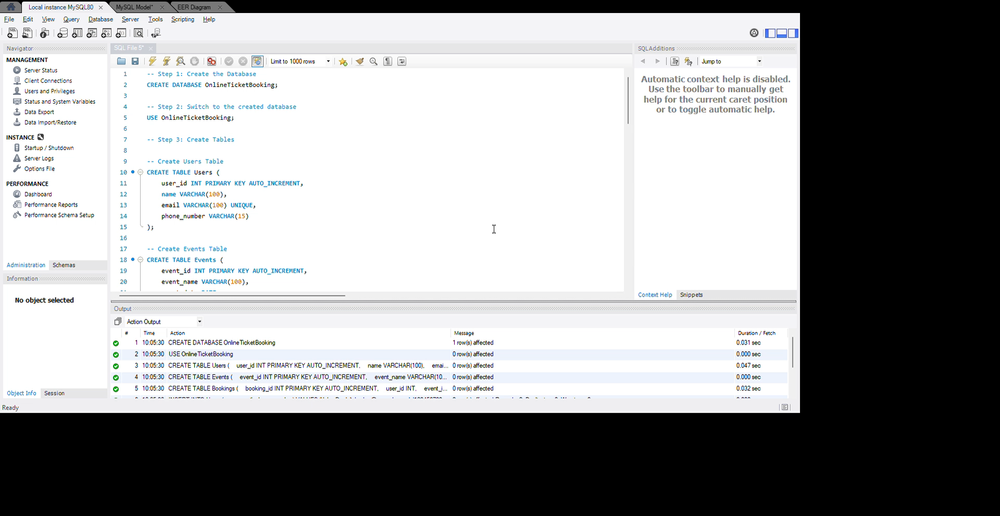 Local instance MySQL80
MySQL Model*
EER Diagram
File Edit View Query Database Server Tools Scripting Help
Navigator
MANAGEMENT
Server Status
Client Connections
Users and Privileges
Status and System Variables
Data Export
Data Import/Restore
INSTANCE
Startup / Shutdown
Server Logs
Options File
PERFORMANCE
Dashboard
Performance Reports
Performance Schema Setup
Administration Schemas
Information
No object selected
Object Info Session
SQL File 5*
Limit to 1000 rows
1 -- Step 1: Create the Database
2 CREATE DATABASE OnlineTicketBooking;
3
4 -- Step 2: Switch to the created database
5 USE OnlineTicketBooking;
6
7 -- Step 3: Create Tables
8
9 -- Create Users Table
10 CREATE TABLE Users (
11 user_id INT PRIMARY KEY AUTO_INCREMENT,
12 name VARCHAR(100),
13 email VARCHAR(100) UNIQUE,
14 phone_number VARCHAR(15)
15 );
16
17 -- Create Events Table
18 CREATE TABLE Events (
19 event_id INT PRIMARY KEY AUTO_INCREMENT,
20 event_name VARCHAR(100),
SQLAdditions
Jump to
Automatic context help is disabled.
Use the toolbar to manually get
help for the current caret position
or to toggle automatic help.
Context Help Snippets
Output
Action Output
# Time Action Message Duration / Fetch
1 10:05:30 CREATE DATABASE OnlineTicketBooking 1 row(s) affected 0.031 sec
2 10:05:30 USE OnlineTicketBooking 0 row(s) affected 0.000 sec
3 10:05:30 CREATE TABLE Users ( user_id INT PRIMARY KEY AUTO_INCREMENT, name VARCHAR(100), emai... 0 row(s) affected 0.047 sec
4 10:05:30 CREATE TABLE Events ( event_id INT PRIMARY KEY AUTO_INCREMENT, event_name VARCHAR(10... 0 row(s) affected 0.000 sec
5 10:05:30 CREATE TABLE Bookings ( booking_id INT PRIMARY KEY AUTO_INCREMENT, user_id INT, event_i... 0 row(s) affected 0.032 sec
Ready